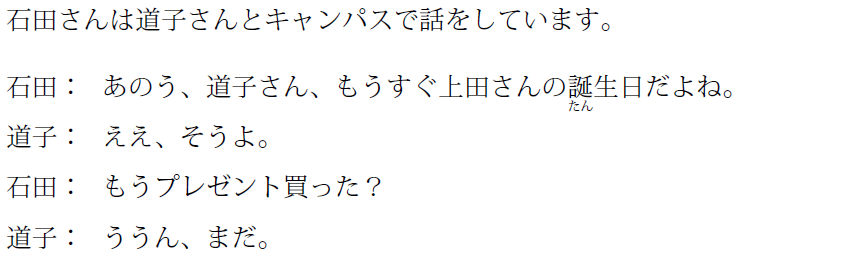 石田さんは道子さんとキャンパスで話をしています。
石田： あのう、道子さん、もうすぐ上田さんの誕生日だよね。
たん
道子： ええ、そうよ。
石田： もうプレゼント買った？
道子： ううん、まだ。